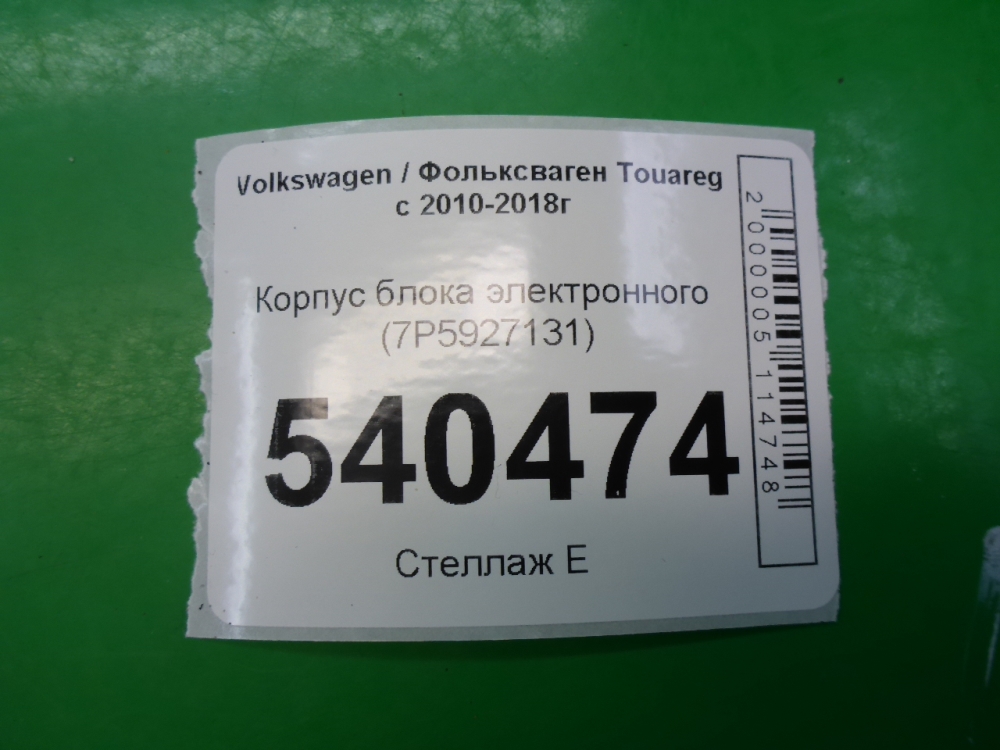 Volkswagen / Фольксваген Touareg
с 2010-2018г
Корпус блока электронного
(7P5927131)
540474
Стеллаж Е
2000005114748